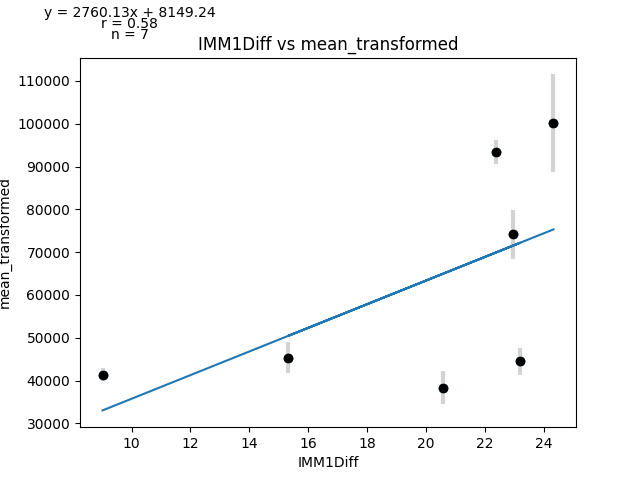 y = 2760.13x + 8149.24
r = 0.58
n = 7
IMM1Diff vs mean_transformed
mean_transformed
110000
100000
90000
80000
70000
60000
50000
40000
30000
10
12
14
16
18
20
22
24
IMM1Diff